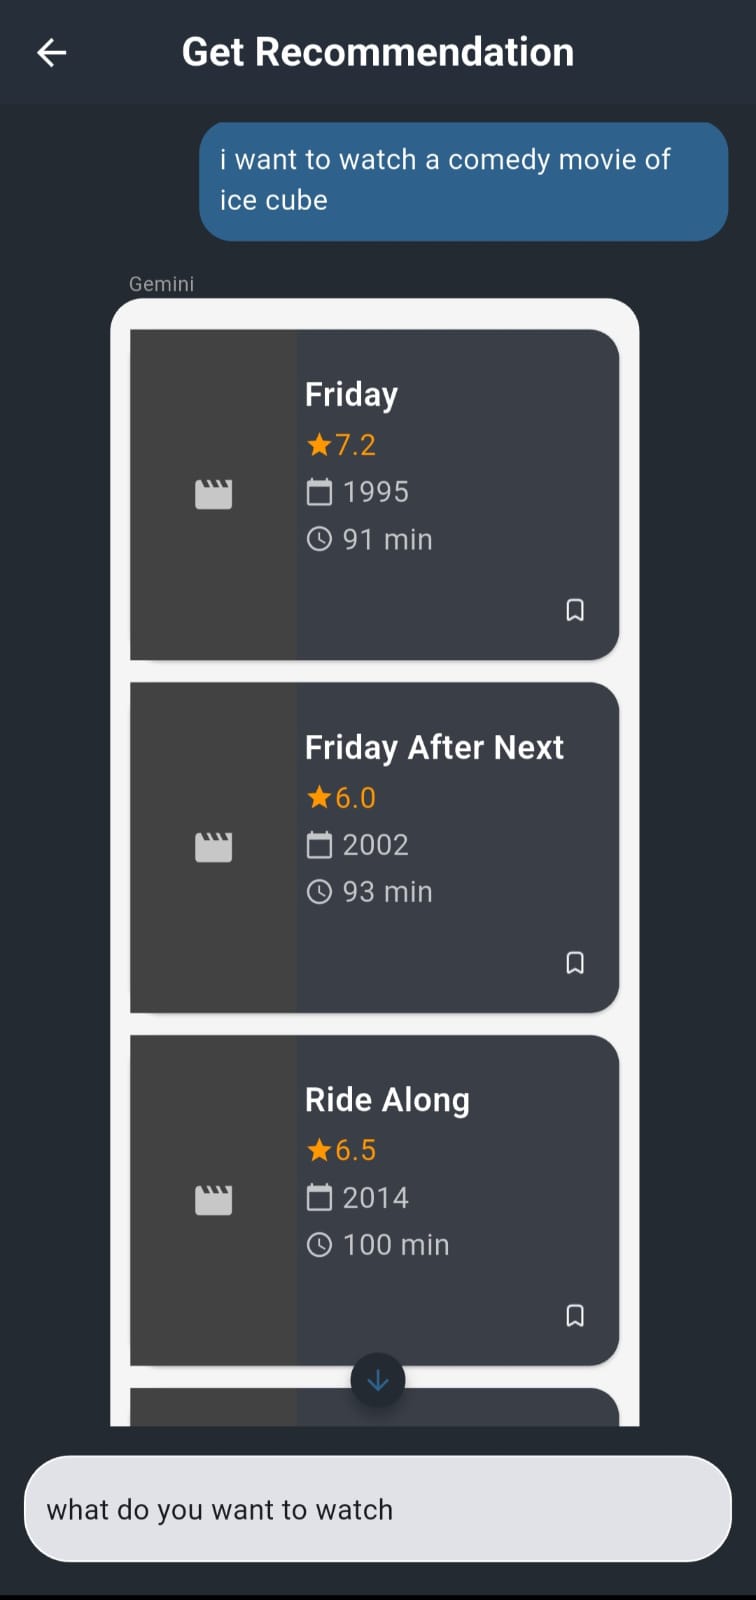 Get Recommendation
i want to watch a comedy movie of
ice cube
Gemini
Friday
7.2
1995
91 min
Friday After Next
6.0
2002
93 min
Ride Along
6.5
2014
100 min
what do you want to watch